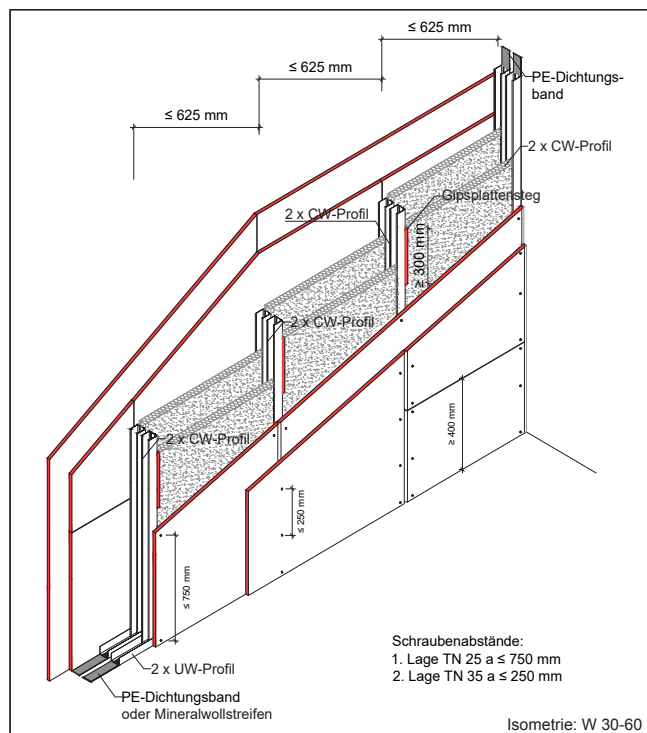 ≤ 625 mm
≤ 625 mm
≤ 625 mm
PE-Dichtungs-
band
2 x CW-Profil
Gipsplattensteg
2 x CW-Profil
≥ 300 mm
2 x CW-Profil
2 x CW-Profil
≥ 400 mm
≤ 250 mm
≤ 750 mm
2 x UW-Profil
PE-Dichtungsband
oder Mineralwollstreifen
Schraubenabstände:
1. Lage TN 25 a ≤ 750 mm
2. Lage TN 35 a ≤ 250 mm
Isometrie: W 30-60